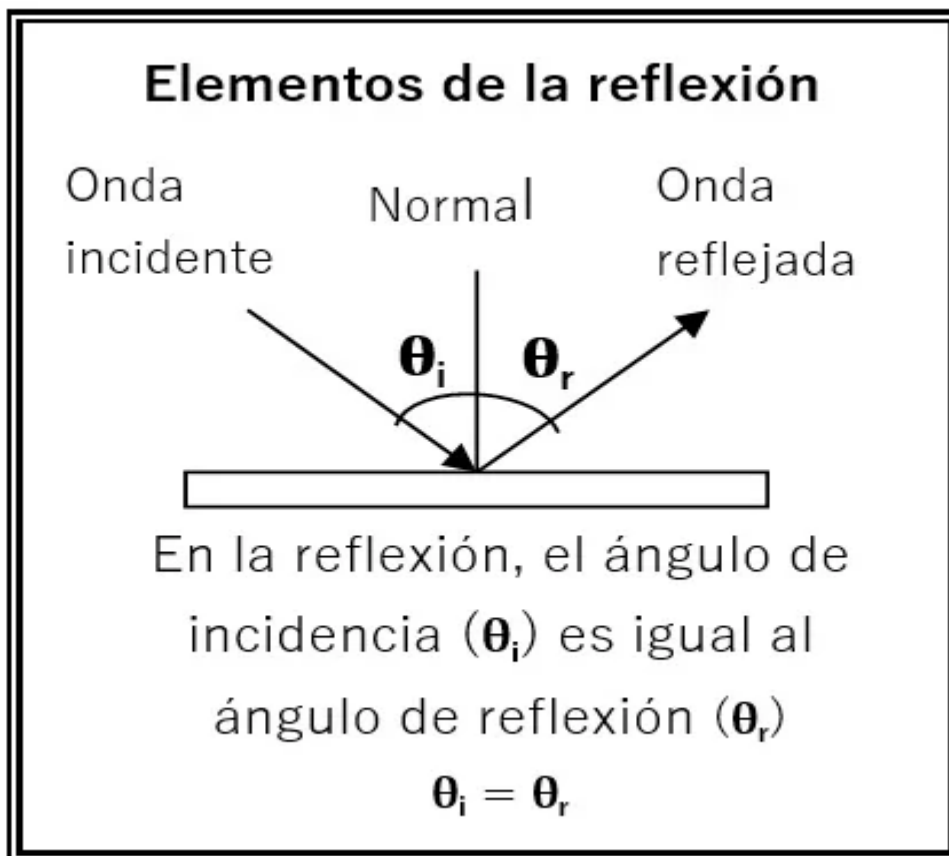 Elementos de la reflexión
Onda
incidente
Normal
Onda
reflejada
θi
θr
En la reflexión, el ángulo de
incidencia (θi) es igual al
ángulo de reflexión (θr)
θi = θr